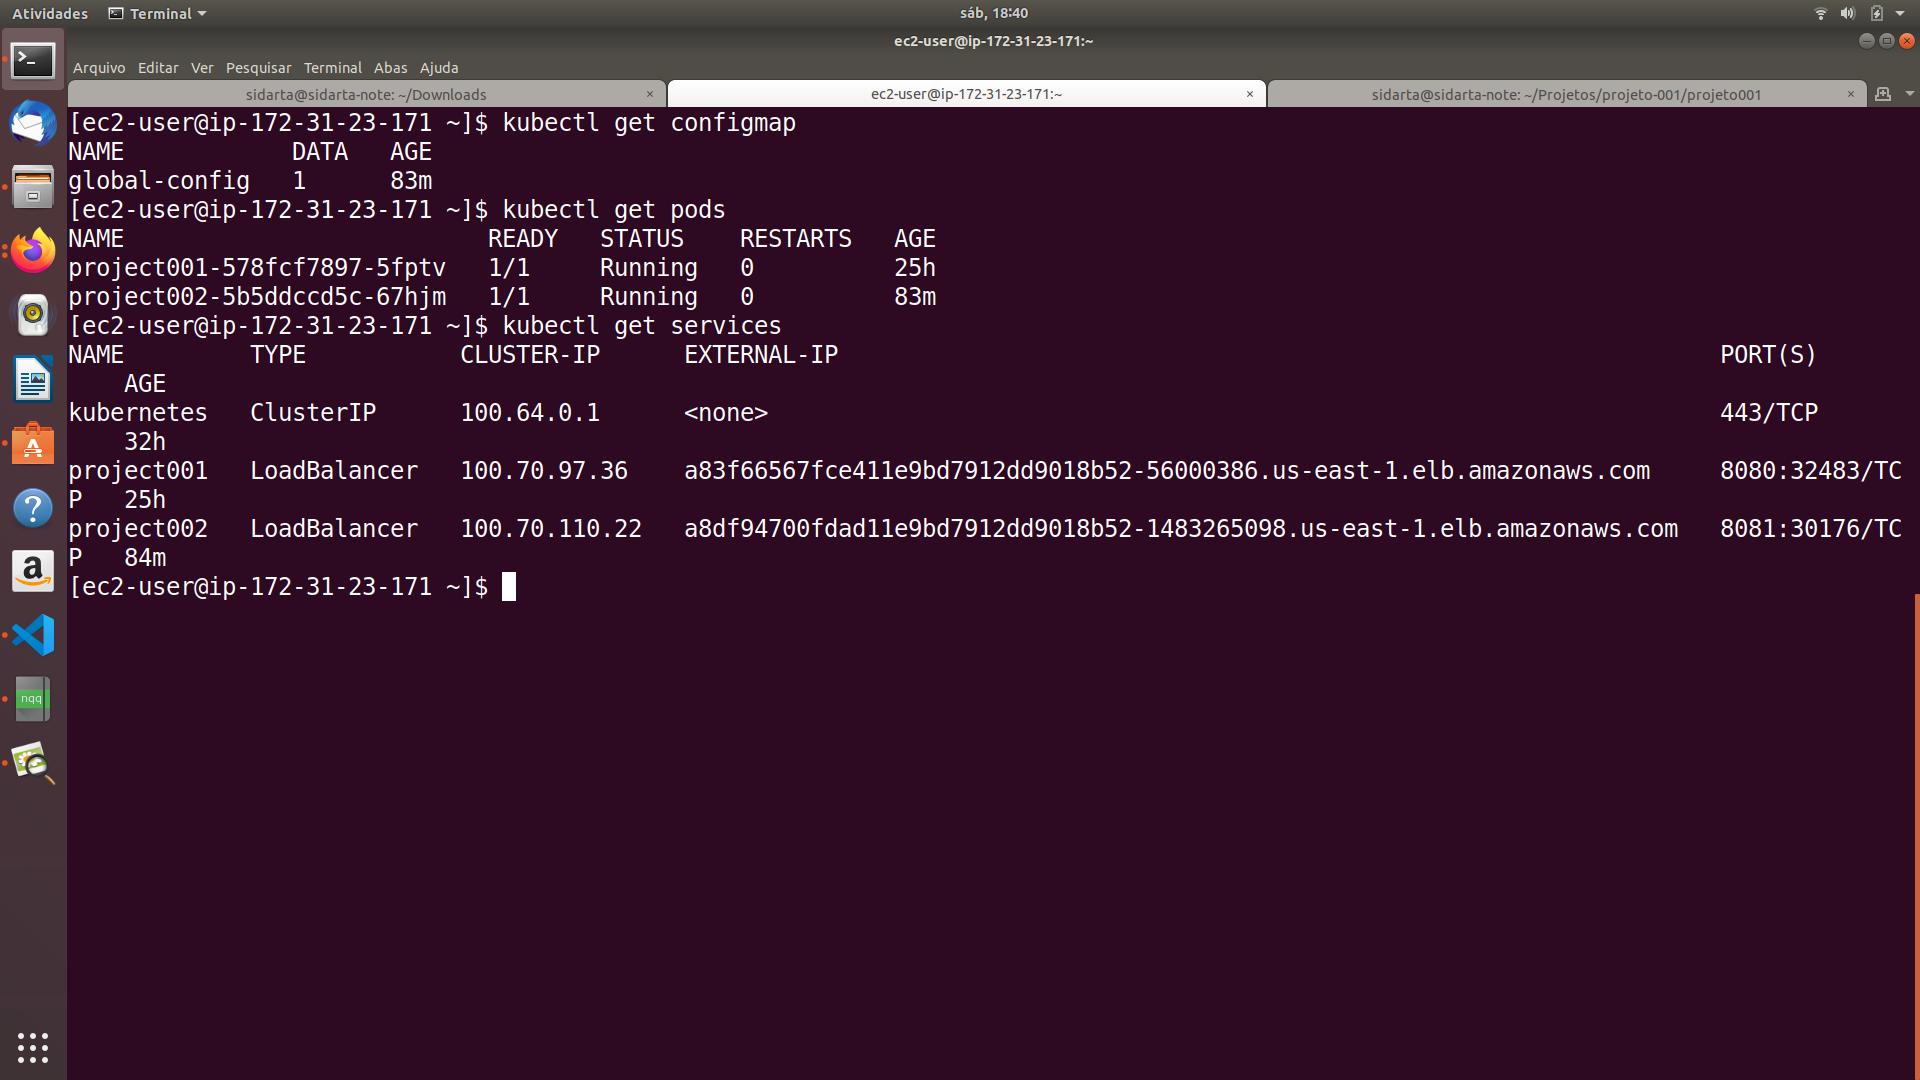 Atividades Terminal sáb, 18:40
ec2-user@ip-172-31-23-171:~
Arquivo Editar Ver Pesquisar Terminal Abas Ajuda
sidarta@sidarta-note: ~/Downloads × ec2-user@ip-172-31-23-171:~ × sidarta@sidarta-note: ~/Projetos/projeto-001/projeto001 ×
[ec2-user@ip-172-31-23-171 ~]$ kubectl get configmap
NAME            DATA   AGE
global-config   1      83m
[ec2-user@ip-172-31-23-171 ~]$ kubectl get pods
NAME                          READY   STATUS    RESTARTS   AGE
project001-578fcf7897-5fptv   1/1     Running   0          25h
project002-5b5ddccd5c-67hjm   1/1     Running   0          83m
[ec2-user@ip-172-31-23-171 ~]$ kubectl get services
NAME         TYPE           CLUSTER-IP      EXTERNAL-IP                                                               PORT(S)
    AGE
kubernetes   ClusterIP      100.64.0.1      <none>                                                                    443/TCP
    32h
project001   LoadBalancer   100.70.97.36    a83f66567fce411e9bd7912dd9018b52-56000386.us-east-1.elb.amazonaws.com     8080:32483/TC
P   25h
project002   LoadBalancer   100.70.110.22   a8df94700fdad11e9bd7912dd9018b52-1483265098.us-east-1.elb.amazonaws.com   8081:30176/TC
P   84m
[ec2-user@ip-172-31-23-171 ~]$
nqq